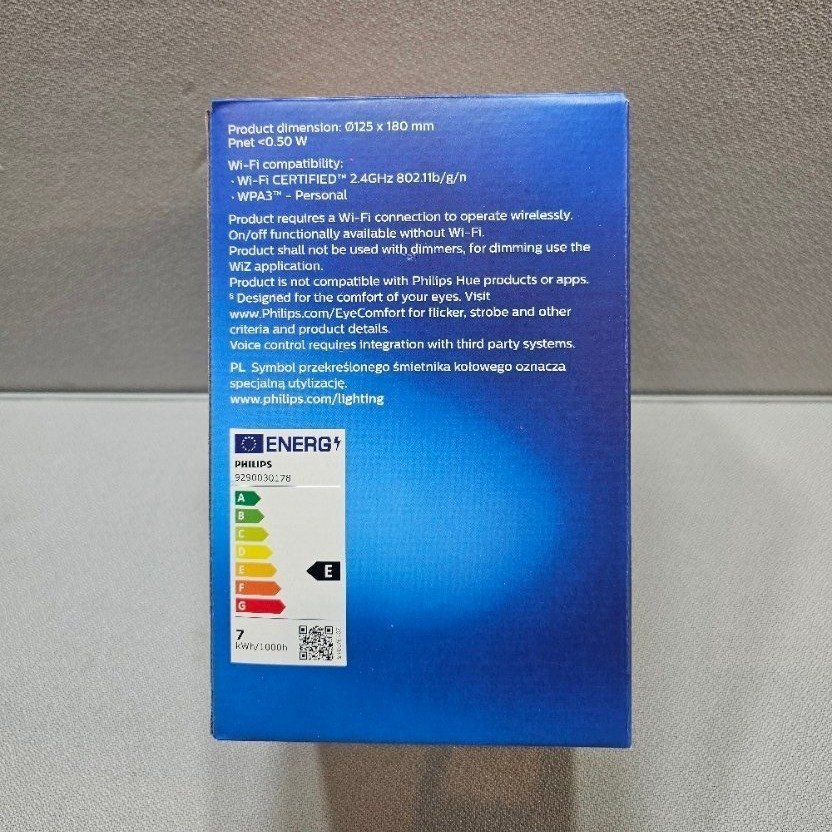 Product dimension: Ø125 x 180 mm
Pnet <0.50 W
Wi-Fi compatibility:
· Wi-Fi CERTIFIED™ 2.4GHz 802.11b/g/n
· WPA3™ - Personal
Product requires a Wi-Fi connection to operate wirelessly.
On/off functionally available without Wi-Fi.
Product shall not be used with dimmers, for dimming use the
WiZ application.
Product is not compatible with Philips Hue products or apps.
⁵ Designed for the comfort of your eyes. Visit
www.Philips.com/EyeComfort for flicker, strobe and other
criteria and product details.
Voice control requires integration with third party systems.
PL Symbol przekreślonego śmietnika kołowego oznacza
specjalną utylizację.
www.philips.com/lighting
ENERG
PHILIPS
9290030178
A
B
C
D
E
E
F
G
7
kWh/1000h